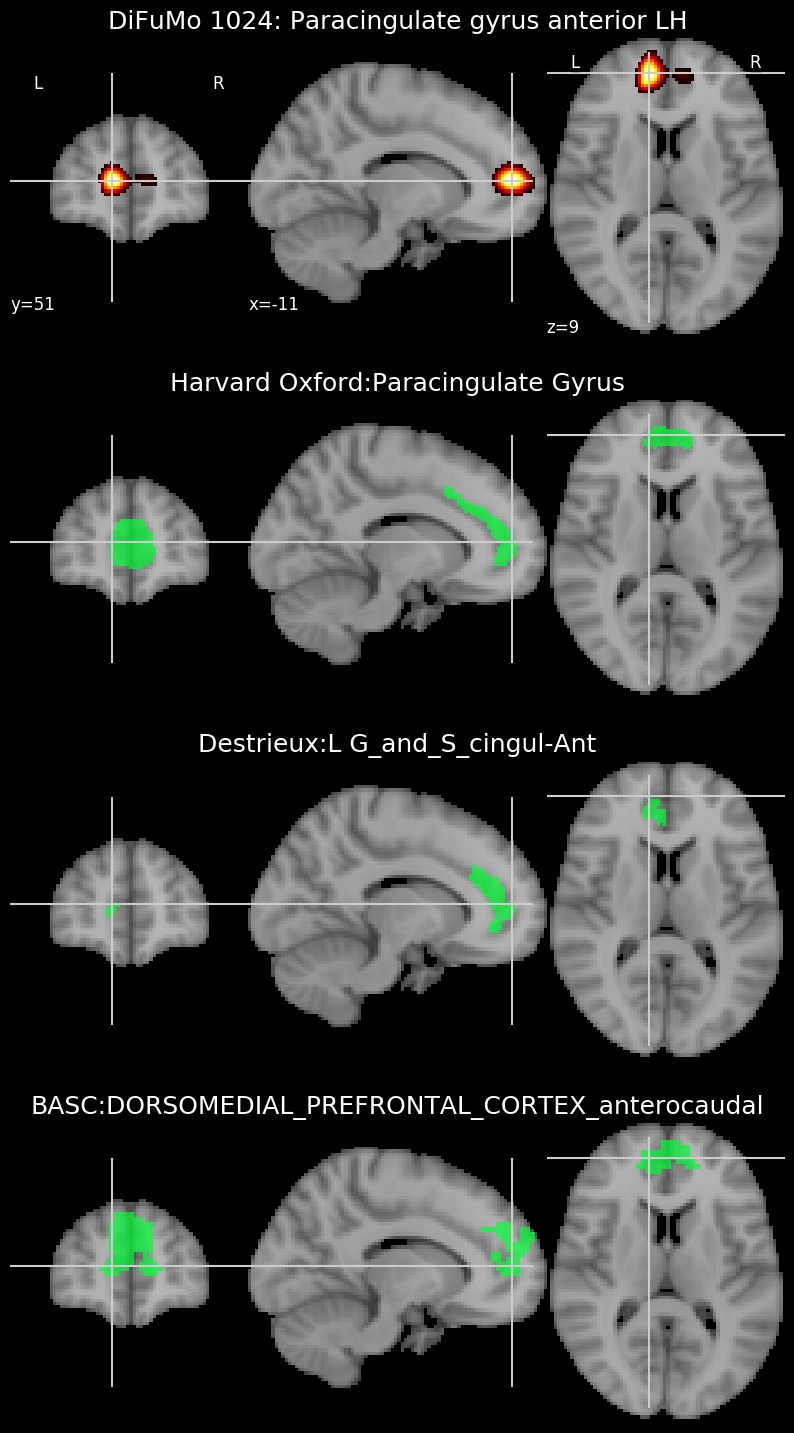 DiFuMo 1024: Paracingulate gyrus anterior LH
L
R
L
R
y=51
x=-11
z=9
Harvard Oxford:Paracingulate Gyrus
Destrieux:L G_and_S_cingul-Ant
BASC:DORSOMEDIAL_PREFRONTAL_CORTEX_anterocaudal